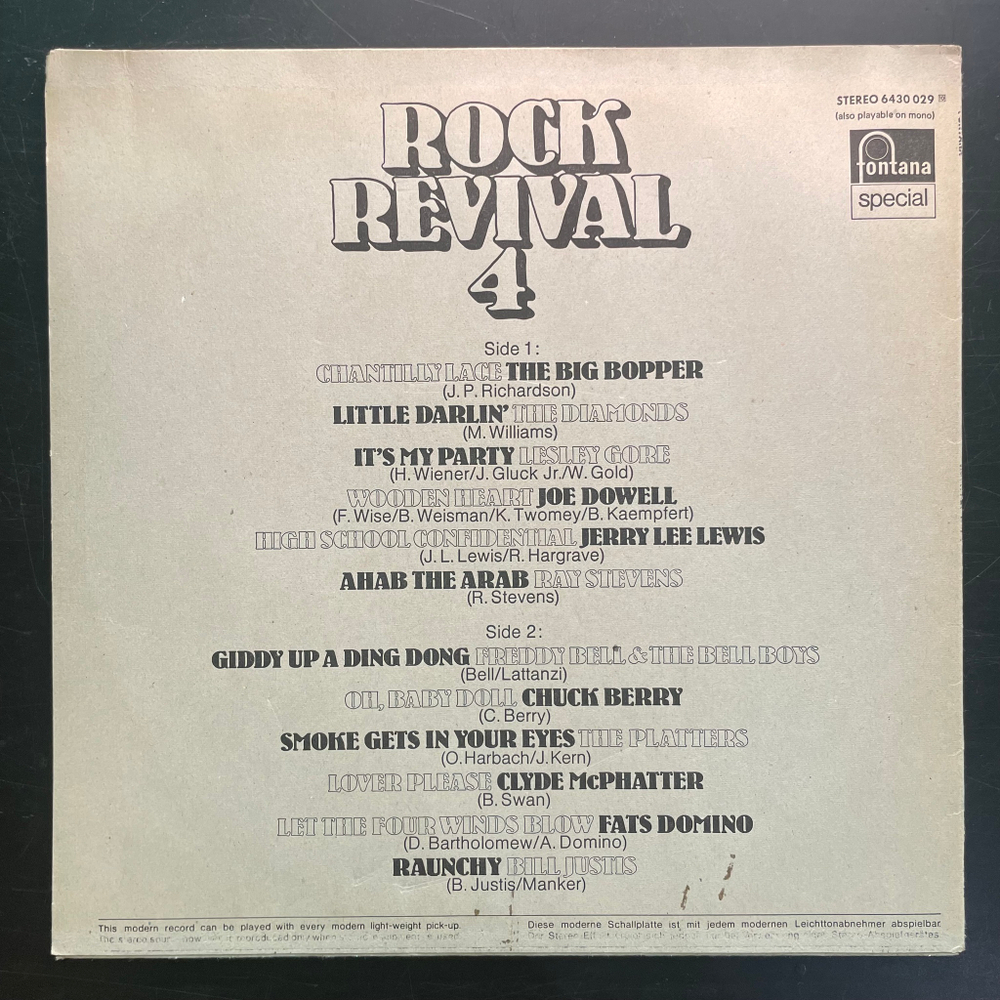 ROCK
REVIVAL
4
STEREO 6430 029
(also playable on mono)
fontana
special
Side 1:
CHANTILLY LACE THE BIG BOPPER
(J. P. Richardson)
LITTLE DARLIN' THE DIAMONDS
(M. Williams)
IT'S MY PARTY LESLEY GORE
(H. Wiener/J. Gluck Jr./W. Gold)
WOODEN HEART JOE DOWELL
(F. Wise/B. Weisman/K. Twomey/B. Kaempfert)
HIGH SCHOOL CONFIDENTIAL JERRY LEE LEWIS
(J. L. Lewis/R. Hargrave)
AHAB THE ARAB RAY STEVENS
(R. Stevens)
Side 2:
GIDDY UP A DING DONG FREDDY BELL & THE BELL BOYS
(Bell/Lattanzi)
OH, BABY DOLL CHUCK BERRY
(C. Berry)
SMOKE GETS IN YOUR EYES THE PLATTERS
(O. Harbach/J. Kern)
LOVER PLEASE CLYDE McPHATTER
(B. Swan)
LET THE FOUR WINDS BLOW FATS DOMINO
(D. Bartholomew/A. Domino)
RAUNCHY BILL JUSTIS
(B. Justis/Manker)
This modern record can be played with every modern light-weight pick-up.
Diese moderne Schallplatte ist mit jedem modernen Leichttonabnehmer abspielbar.